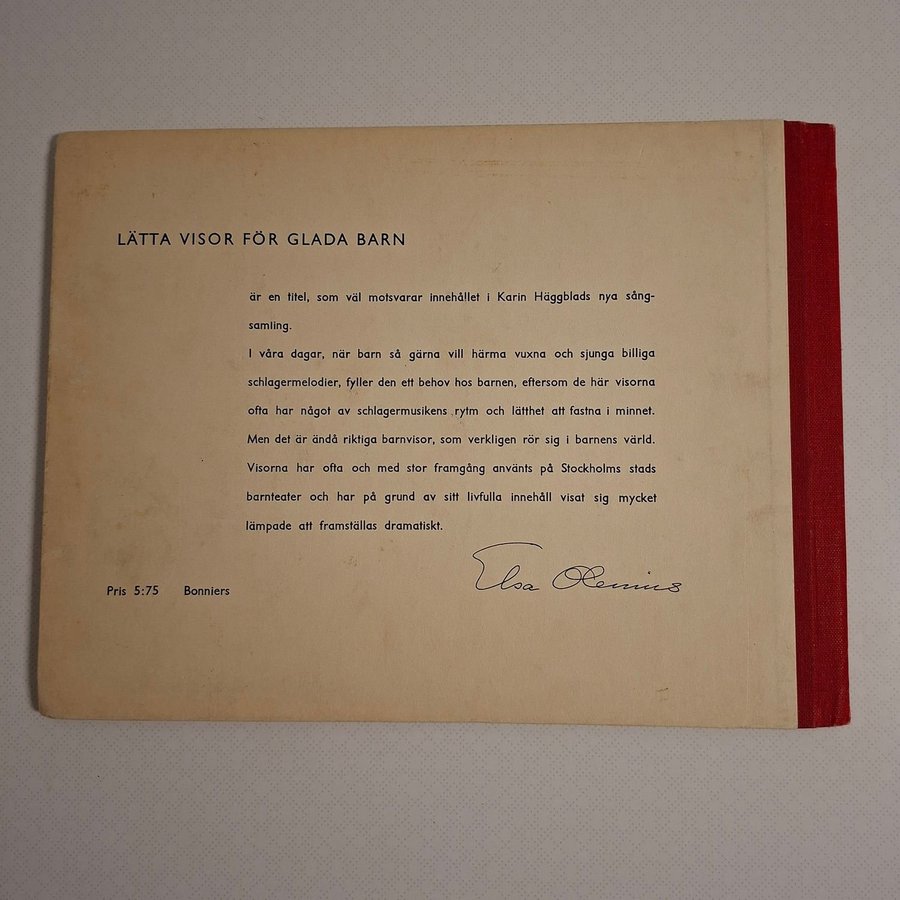 LÄTTA VISOR FÖR GLADA BARN
är en titel, som väl motsvarar innehållet i Karin Häggblads nya sång-
samling.
I våra dagar, när barn så gärna vill härma vuxna och sjunga billiga
schlagermelodier, fyller den ett behov hos barnen, eftersom de här visorna
ofta har något av schlagermusikens rytm och lätthet att fastna i minnet.
Men det är ändå riktiga barnvisor, som verkligen rör sig i barnens värld.
Visorna har ofta och med stor framgång använts på Stockholms stads
barnteater och har på grund av sitt livfulla innehåll visat sig mycket
lämpade att framställas dramatiskt.
Elsa Olenius
Pris 5:75 Bonniers